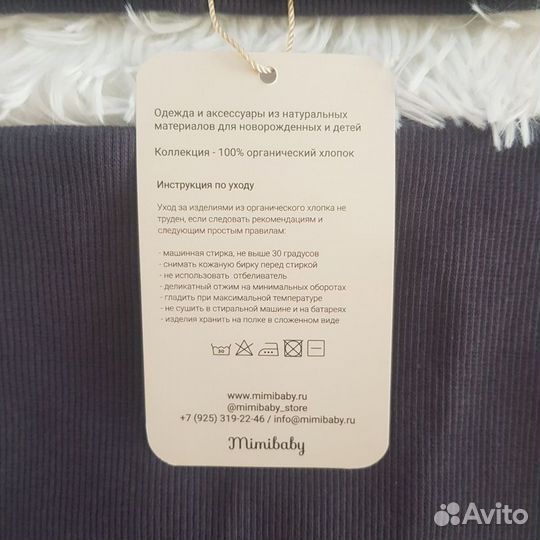 Одежда и аксессуары из натуральных
материалов для новорожденных и детей
Коллекция - 100% органический хлопок
Инструкция по уходу
Уход за изделиями из органического хлопка не
труден, если следовать рекомендациям и
следующим простым правилам:
- машинная стирка, не выше 30 градусов
- снимать кожаную бирку перед стиркой
- не использовать отбеливатель
- деликатный отжим на минимальных оборотах
- гладить при максимальной температуре
- не сушить в стиральной машине и на батареях
- изделия хранить на полке в сложенном виде
30
www.mimibaby.ru
@mimibaby_store
+7 (925) 319-22-46 / info@mimibaby.ru
Mimibaby
Avito